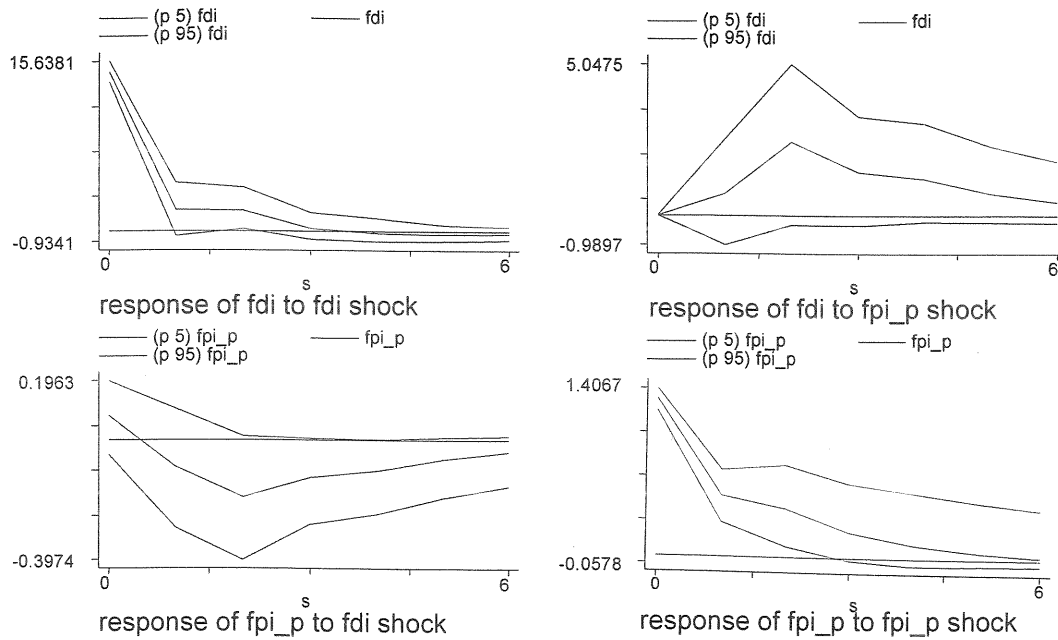 (p 5) fdi
fdi
(p 95) fdi
15.6381
-0.9341
0
6
s
response of fdi to fdi shock
(p 5) fdi
fdi
(p 95) fdi
5.0475
-0.9897
0
6
s
response of fdi to fpi_p shock
(p 5) fpi_p
fpi_p
(p 95) fpi_p
0.1963
-0.3974
0
6
s
response of fpi_p to fdi shock
(p 5) fpi_p
fpi_p
(p 95) fpi_p
1.4067
-0.0578
0
6
s
response of fpi_p to fpi_p shock